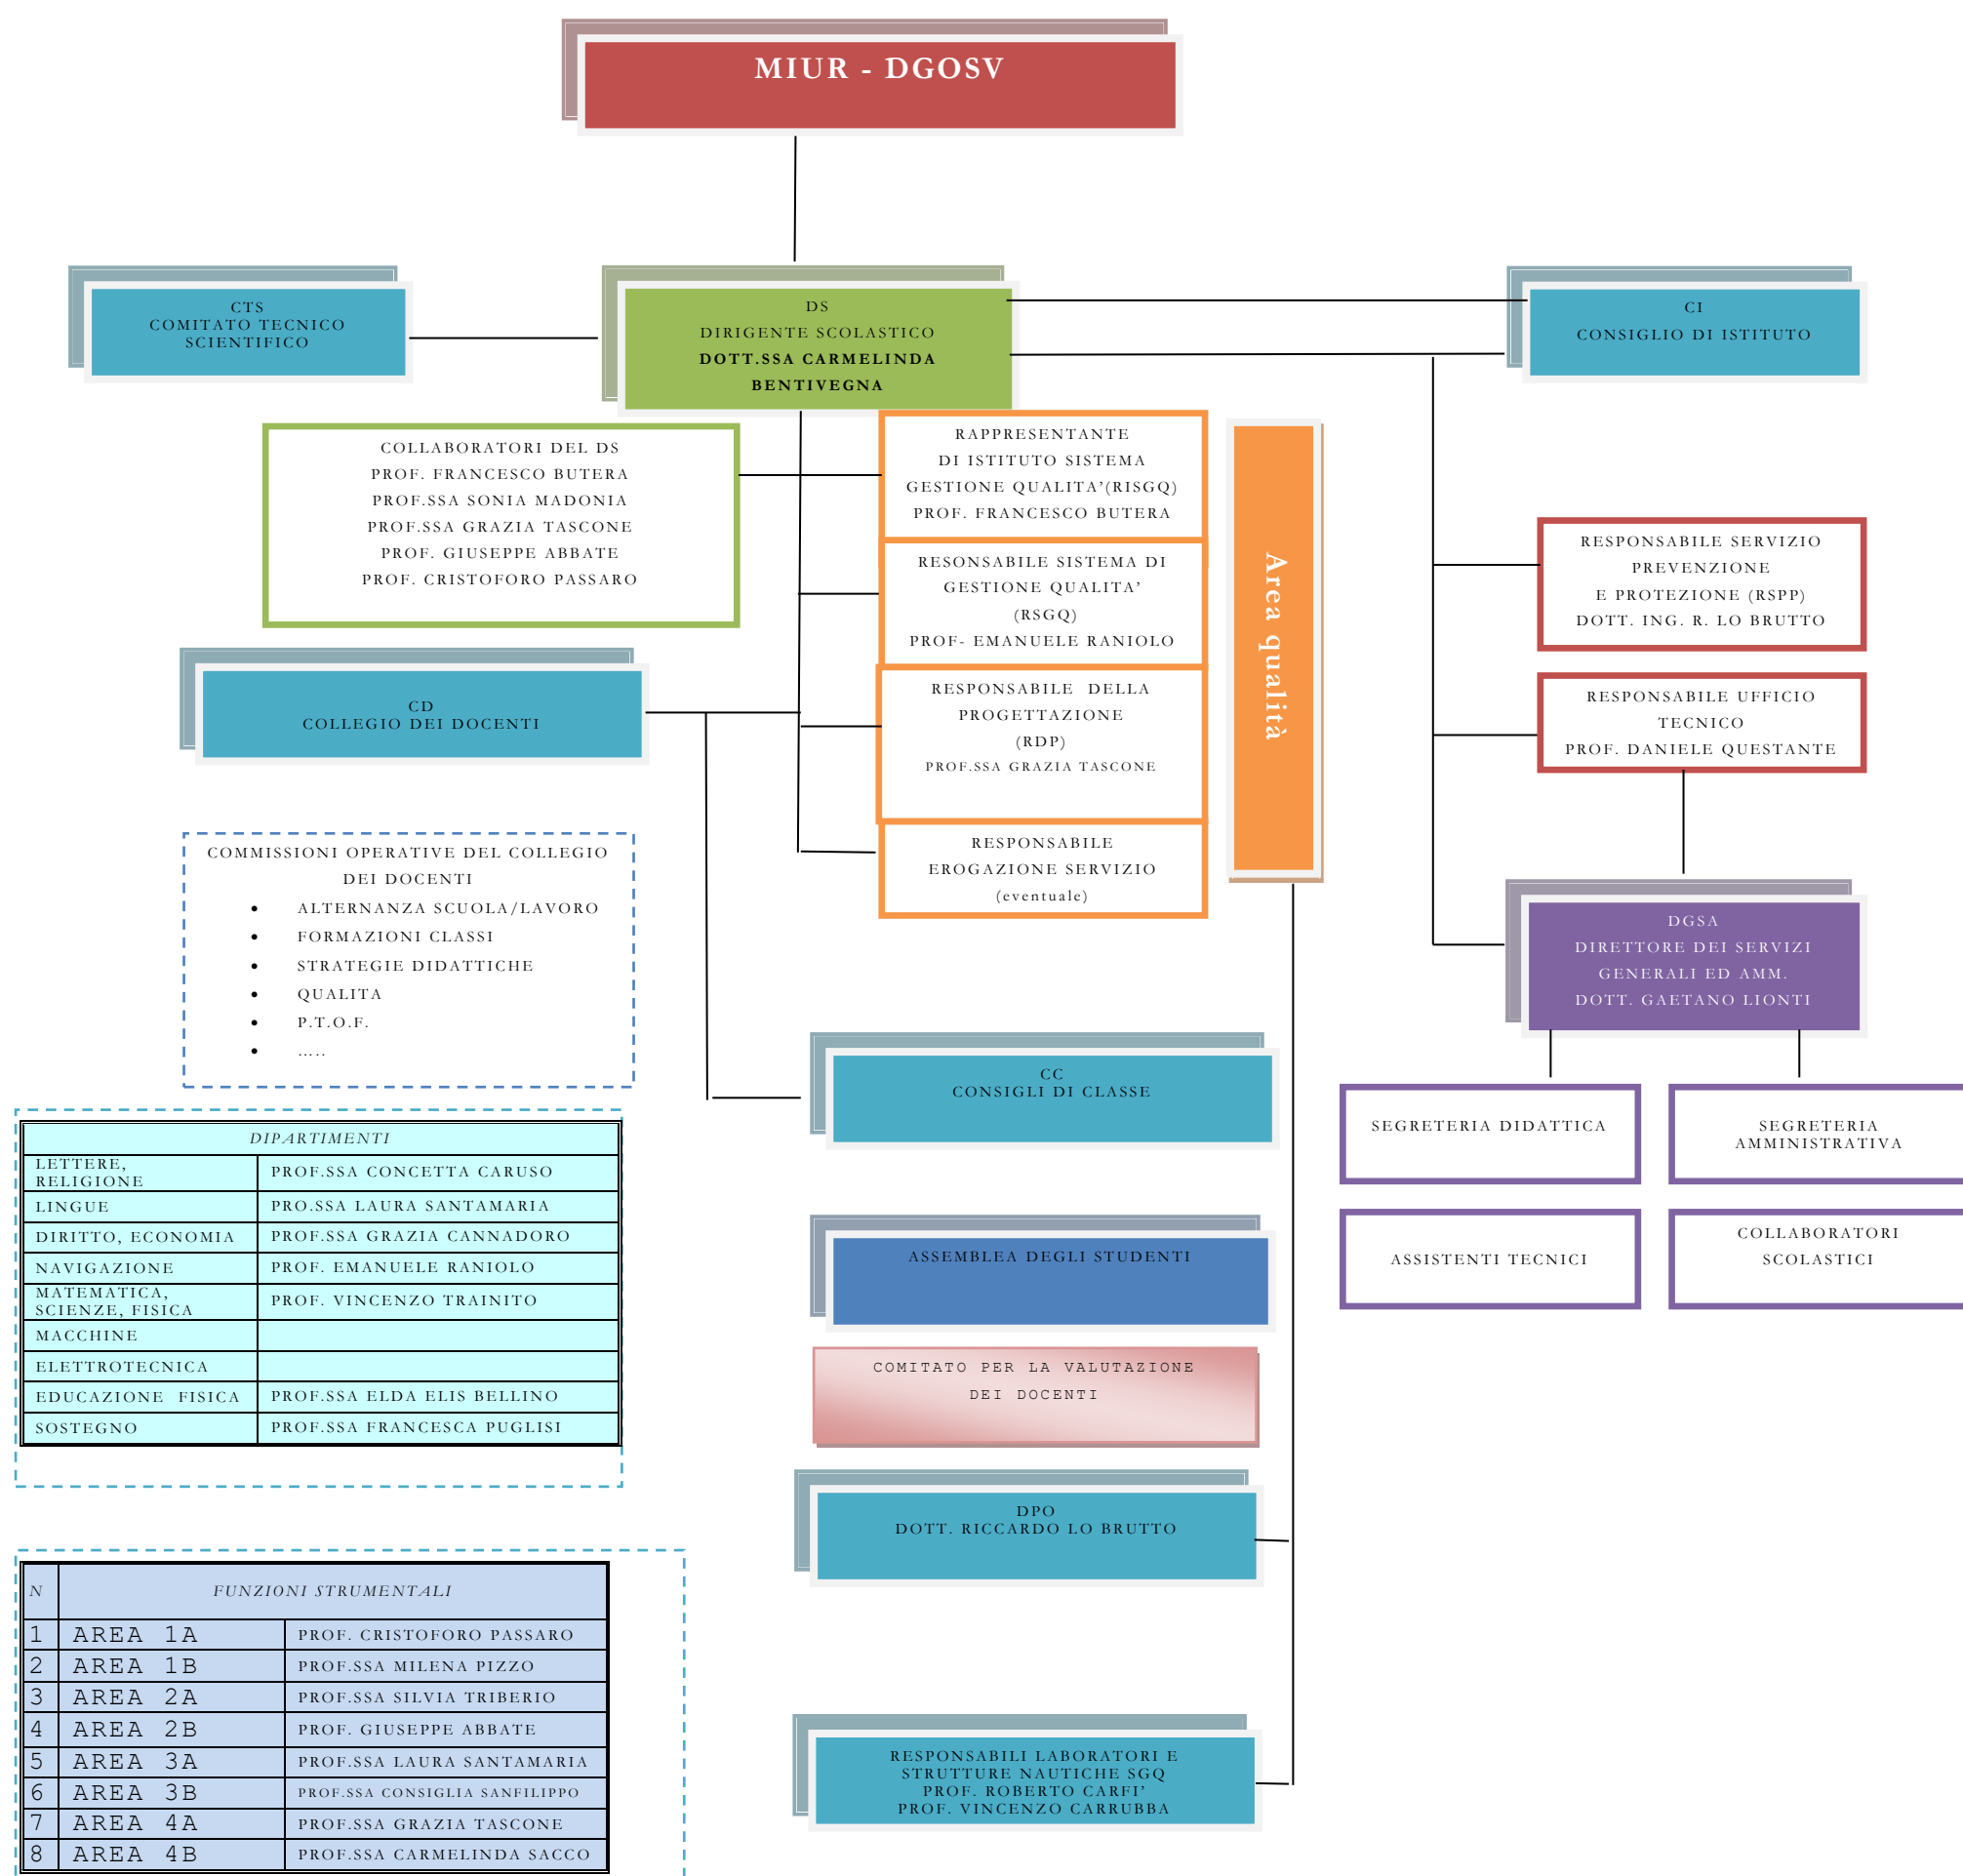 MIUR - DGOSV
CTS
COMITATO TECNICO
SCIENTIFICO
DS
DIRIGENTE SCOLASTICO
DOTT.SSA CARMELINDA
BENTIVEGNA
CI
CONSIGLIO DI ISTITUTO
COLLABORATORI DEL DS
PROF. FRANCESCO BUTERA
PROF.SSA SONIA MADONIA
PROF.SSA GRAZIA TASCONE
PROF. GIUSEPPE ABBATE
PROF. CRISTOFORO PASSARO
RAPPRESENTANTE
DI ISTITUTO SISTEMA
GESTIONE QUALITA'(RISGQ)
PROF. FRANCESCO BUTERA
RESONSABILE SISTEMA DI
GESTIONE QUALITA'
(RSGQ)
PROF- EMANUELE RANIOLO
RESPONSABILE  DELLA
PROGETTAZIONE
(RDP)
PROF.SSA GRAZIA TASCONE
RESPONSABILE
EROGAZIONE SERVIZIO
(eventuale)
Area qualità
RESPONSABILE SERVIZIO
PREVENZIONE
E PROTEZIONE (RSPP)
DOTT. ING. R. LO BRUTTO
RESPONSABILE UFFICIO
TECNICO
PROF. DANIELE QUESTANTE
CD
COLLEGIO DEI DOCENTI
COMMISSIONI OPERATIVE DEL COLLEGIO
DEI DOCENTI
• ALTERNANZA SCUOLA/LAVORO
• FORMAZIONI CLASSI
• STRATEGIE DIDATTICHE
• QUALITA
• P.T.O.F.
• .....
DGSA
DIRETTORE DEI SERVIZI
GENERALI ED AMM.
DOTT. GAETANO LIONTI
SEGRETERIA DIDATTICA
SEGRETERIA
AMMINISTRATIVA
ASSISTENTI TECNICI
COLLABORATORI
SCOLASTICI
CC
CONSIGLI DI CLASSE
ASSEMBLEA DEGLI STUDENTI
COMITATO PER LA VALUTAZIONE
DEI DOCENTI
DPO
DOTT. RICCARDO LO BRUTTO
RESPONSABILI LABORATORI E
STRUTTURE NAUTICHE SGQ
PROF. ROBERTO CARFI'
PROF. VINCENZO CARRUBBA
DIPARTIMENTI
LETTERE,
RELIGIONE PROF.SSA CONCETTA CARUSO
LINGUE PRO.SSA LAURA SANTAMARIA
DIRITTO, ECONOMIA PROF.SSA GRAZIA CANNADORO
NAVIGAZIONE PROF. EMANUELE RANIOLO
MATEMATICA,
SCIENZE, FISICA PROF. VINCENZO TRAINITO
MACCHINE
ELETTROTECNICA
EDUCAZIONE  FISICA PROF.SSA ELDA ELIS BELLINO
SOSTEGNO PROF.SSA FRANCESCA PUGLISI
N FUNZIONI STRUMENTALI
1 AREA 1A PROF. CRISTOFORO PASSARO
2 AREA 1B PROF.SSA MILENA PIZZO
3 AREA 2A PROF.SSA SILVIA TRIBERIO
4 AREA 2B PROF. GIUSEPPE ABBATE
5 AREA 3A PROF.SSA LAURA SANTAMARIA
6 AREA 3B PROF.SSA CONSIGLIA SANFILIPPO
7 AREA 4A PROF.SSA GRAZIA TASCONE
8 AREA 4B PROF.SSA CARMELINDA SACCO